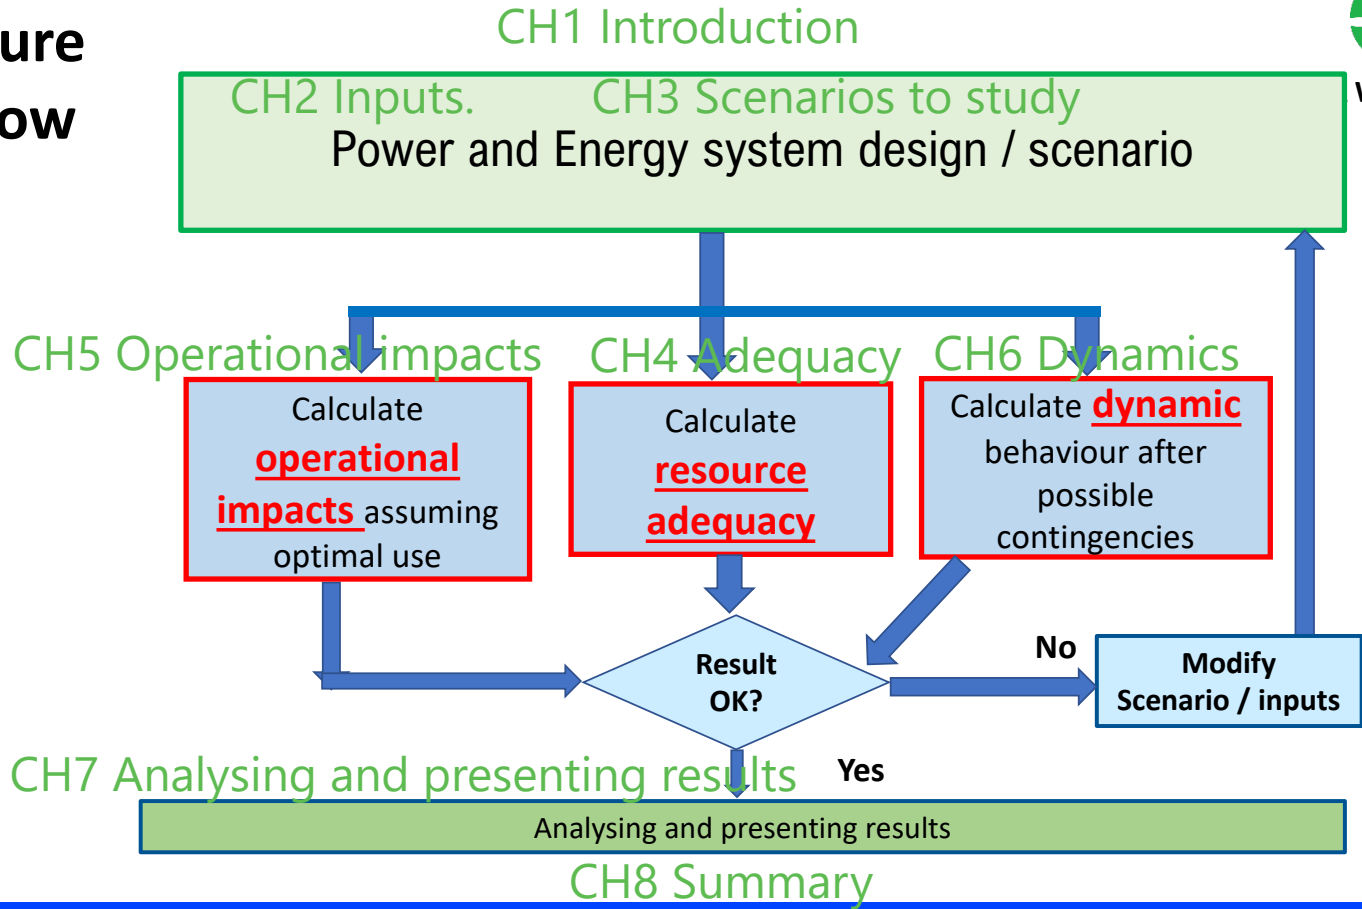 CH1 Introduction
ure
ow
CH2 Inputs. CH3 Scenarios to study
Power and Energy system design / scenario
CH5 Operational impacts
CH4 Adequacy
CH6 Dynamics
Calculate
operational
impacts assuming
optimal use
Calculate
resource
adequacy
Calculate dynamic
behaviour after
possible
contingencies
Result
OK?
No
Modify
Scenario / inputs
CH7 Analysing and presenting results
Yes
Analysing and presenting results
CH8 Summary